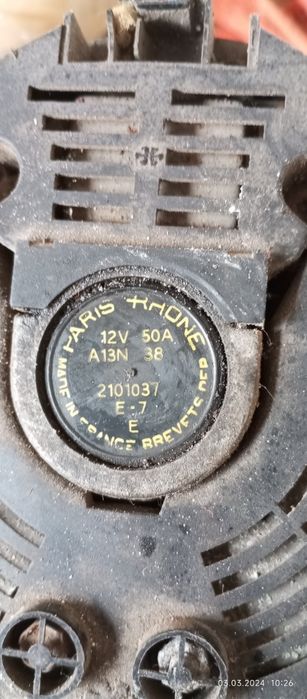 PARIS-RHONE
12V 50A
A13N 38
2101037
E-7
E
MADE IN FRANCE BREVETS DEP
03.03.2024 10:26